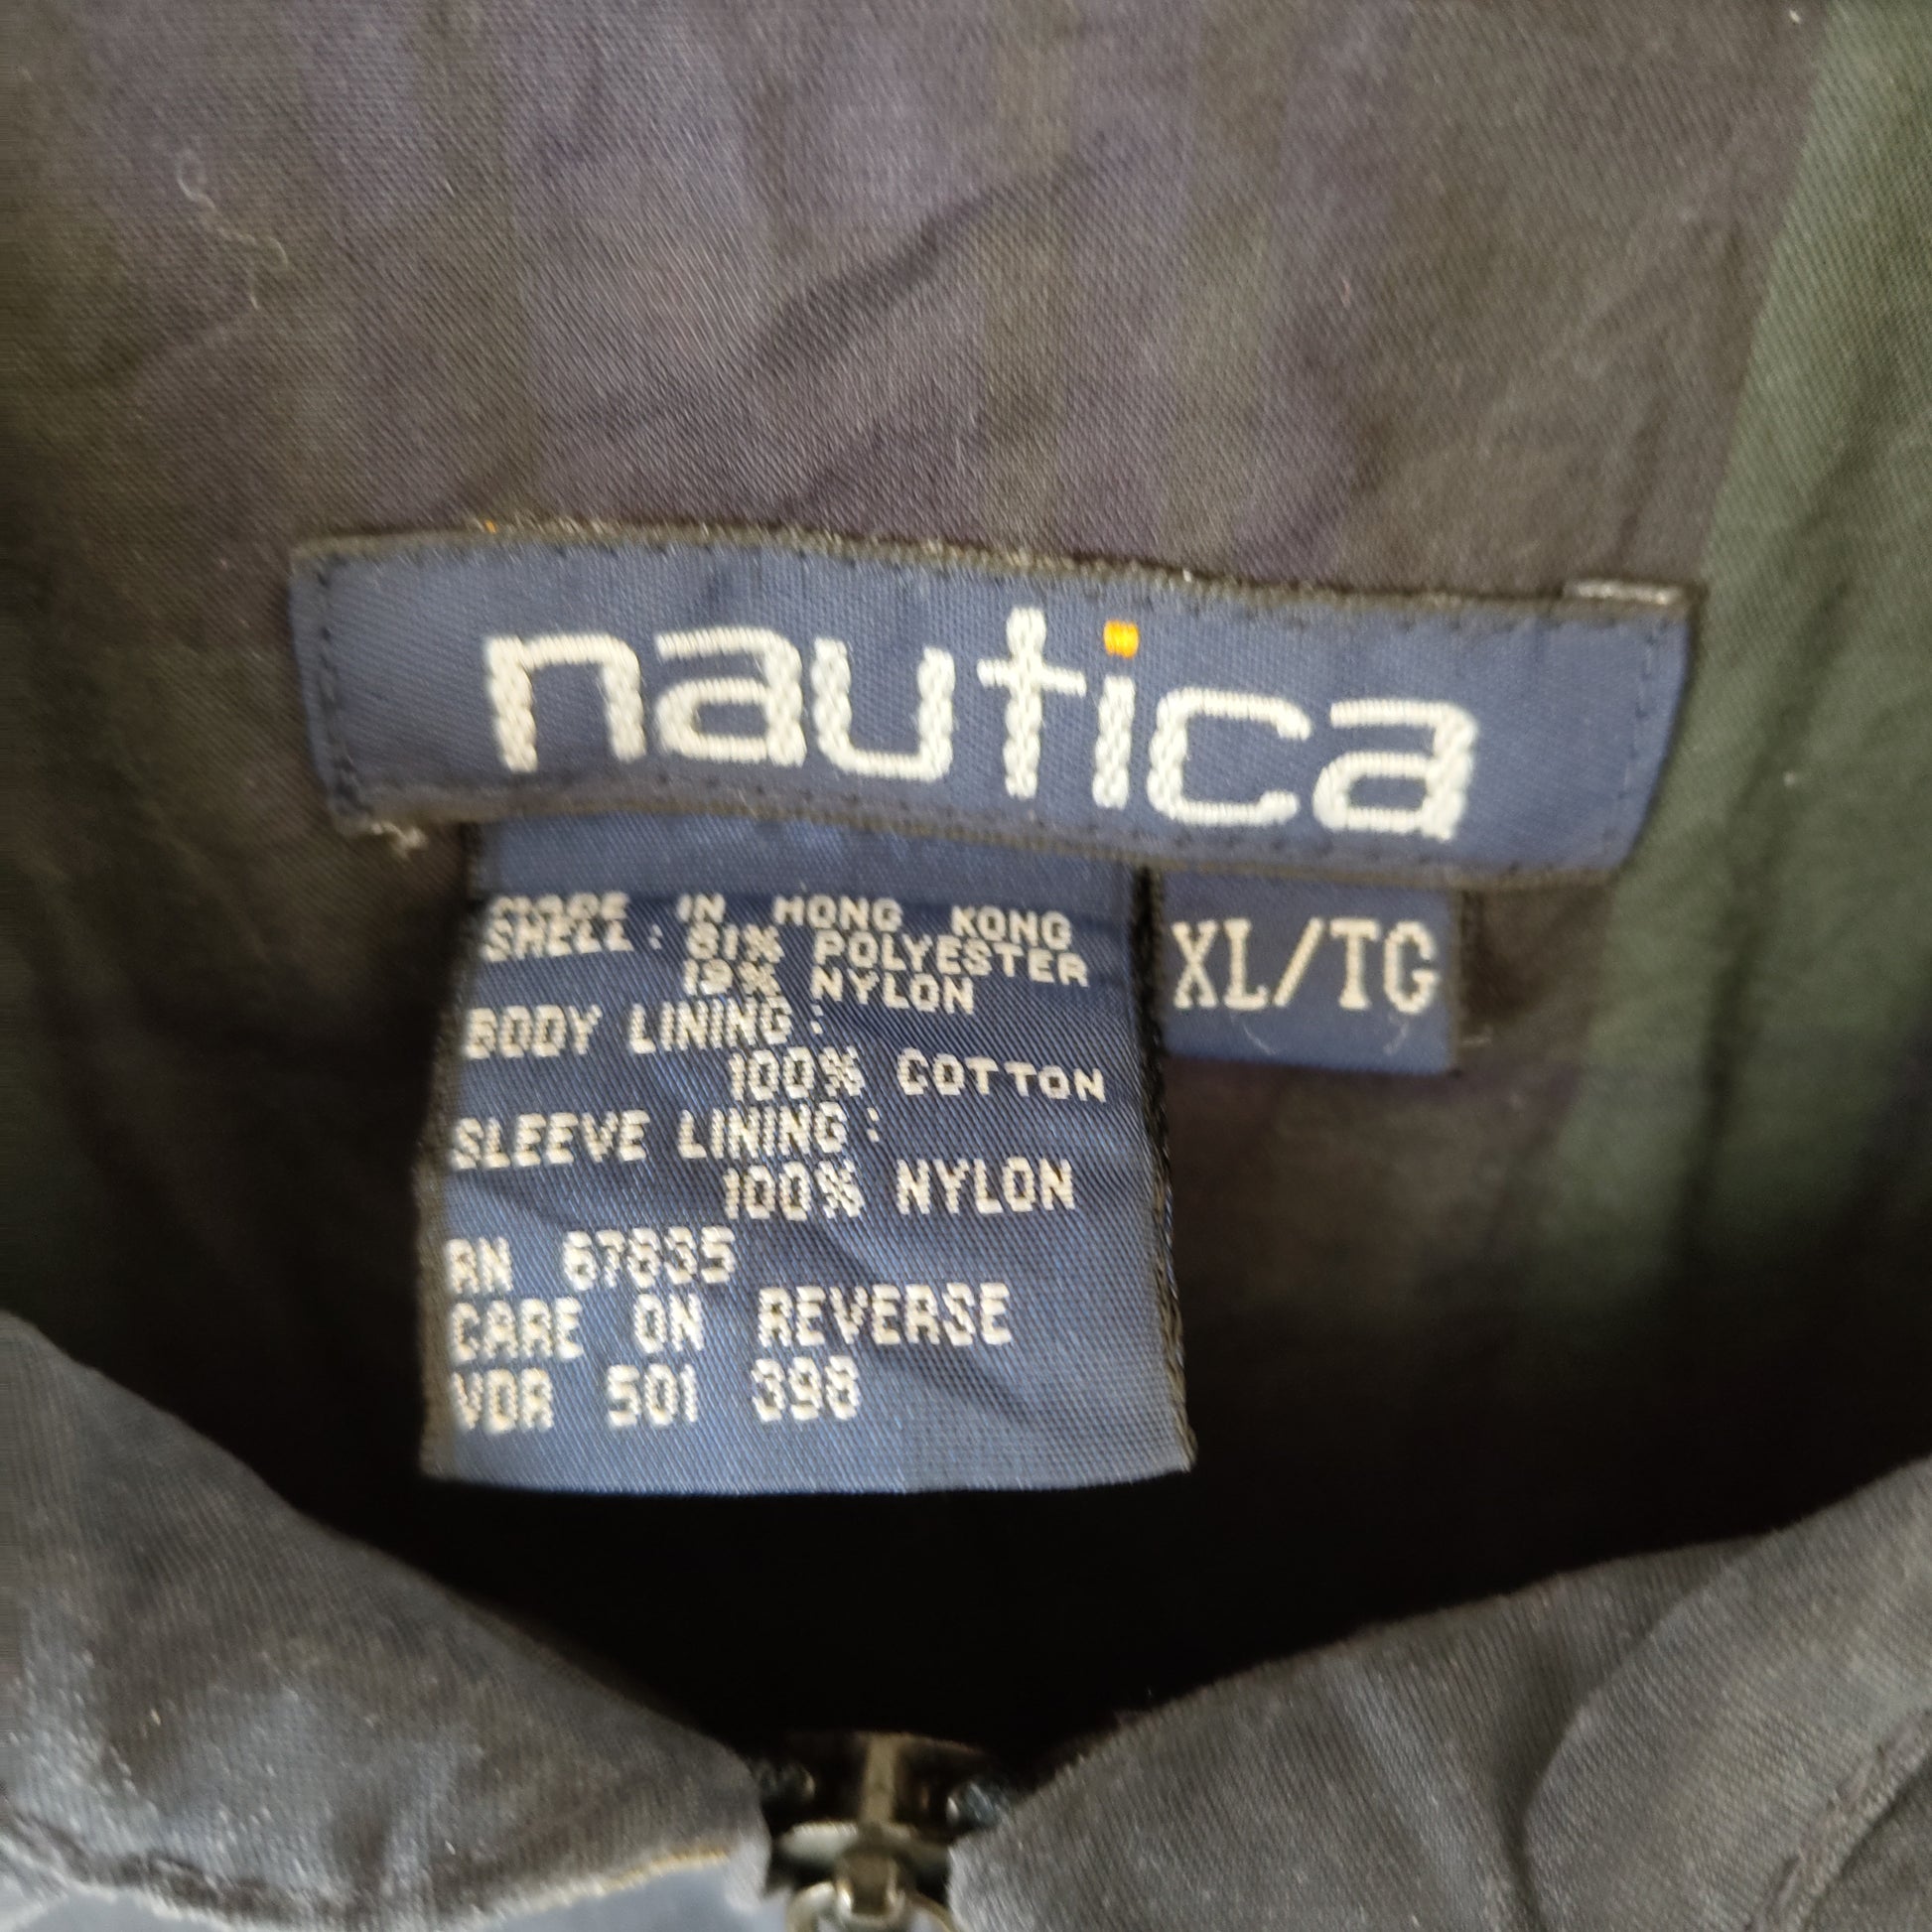 nautica
XL/TG
MADE IN HONG KONG
SHELL: 81% POLYESTER
19% NYLON
BODY LINING:
100% COTTON
SLEEVE LINING:
100% NYLON
RN 67835
CARE ON REVERSE
VDR 501 398